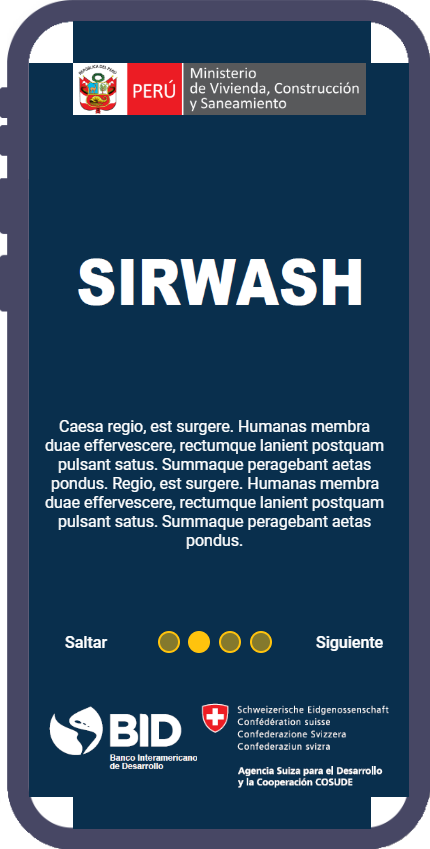 REPÚBLICA DEL PERÚ
PERÚ
Ministerio
de Vivienda, Construcción
y Saneamiento
SIRWASH
Caesa regio, est surgere. Humanas membra
duae effervescere, rectumque lanient postquam
pulsant satus. Summaque peragebant aetas
pondus. Regio, est surgere. Humanas membra
duae effervescere, rectumque lanient postquam
pulsant satus. Summaque peragebant aetas
pondus.
Saltar
Siguiente
BID
Banco Interamericano
de Desarrollo
Schweizerische Eidgenossenschaft
Confédération suisse
Confederazione Svizzera
Confederaziun svizra
Agencia Suiza para el Desarrollo
y la Cooperación COSUDE